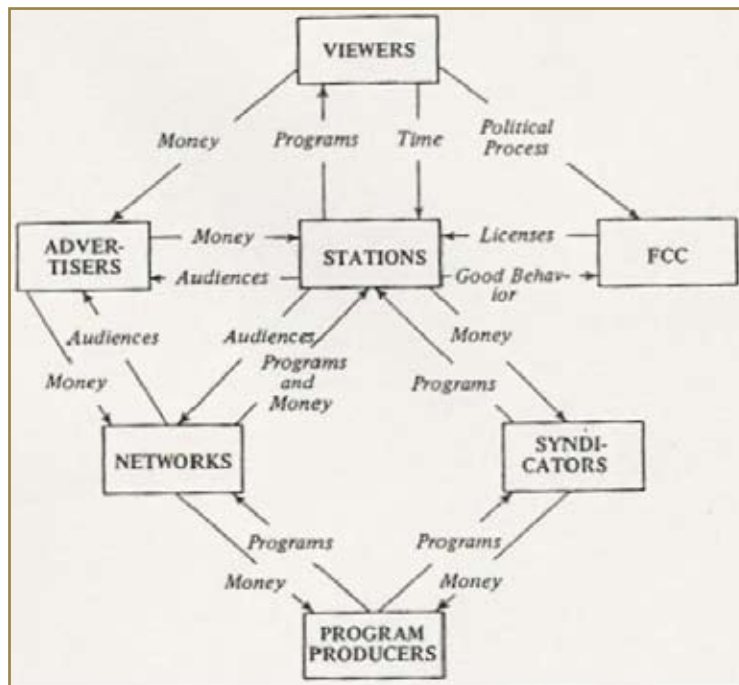 VIEWERS
Money
Programs
Time
Political
Process
ADVER-
TISERS
Money
Audiences
STATIONS
Licenses
Good Behav-
ior
FCC
Audiences
Money
Audiences
Programs
and
Money
Money
Programs
NETWORKS
SYNDI-
CATORS
Programs
Money
Programs
Money
PROGRAM
PRODUCERS